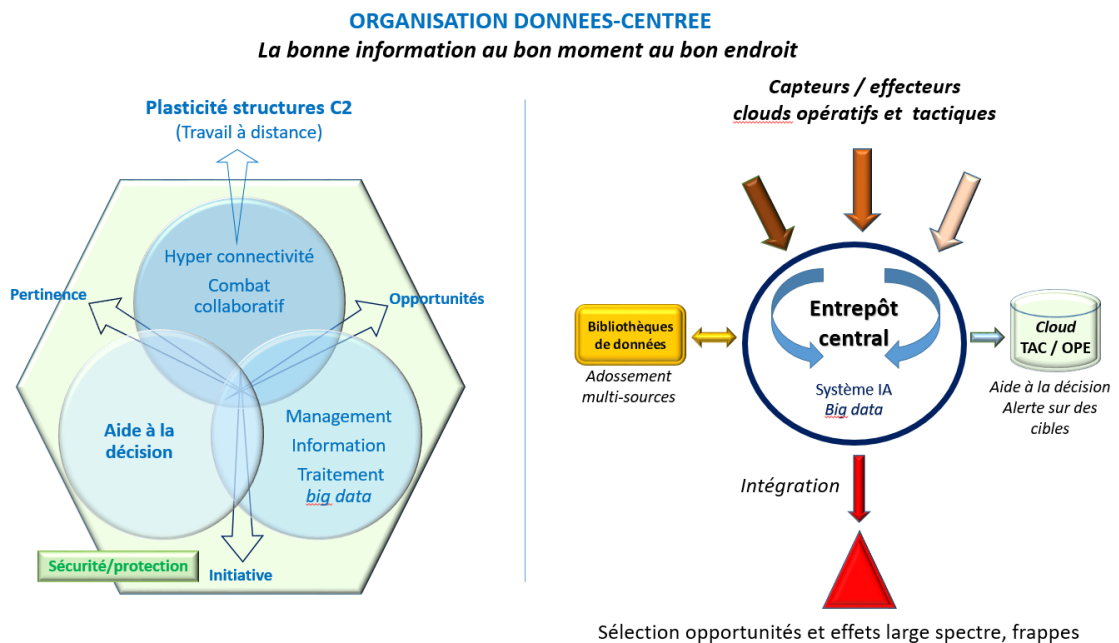 ORGANISATION DONNEES-CENTREE
La bonne information au bon moment au bon endroit
Plasticité structures C2
(Travail à distance)
Hyper connectivité
Combat
collaboratif
Pertinence
Opportunités
Aide à la
décision
Management
Information
Traitement
big data
Sécurité/protection
Initiative
Capteurs / effecteurs
clouds opératifs et tactiques
Bibliothèques
de données
Adossement
multi-sources
Entrepôt
central
Système IA
Big data
Cloud
TAC / OPE
Aide à la décision
Alerte sur des
cibles
Intégration
Sélection opportunités et effets large spectre, frappes